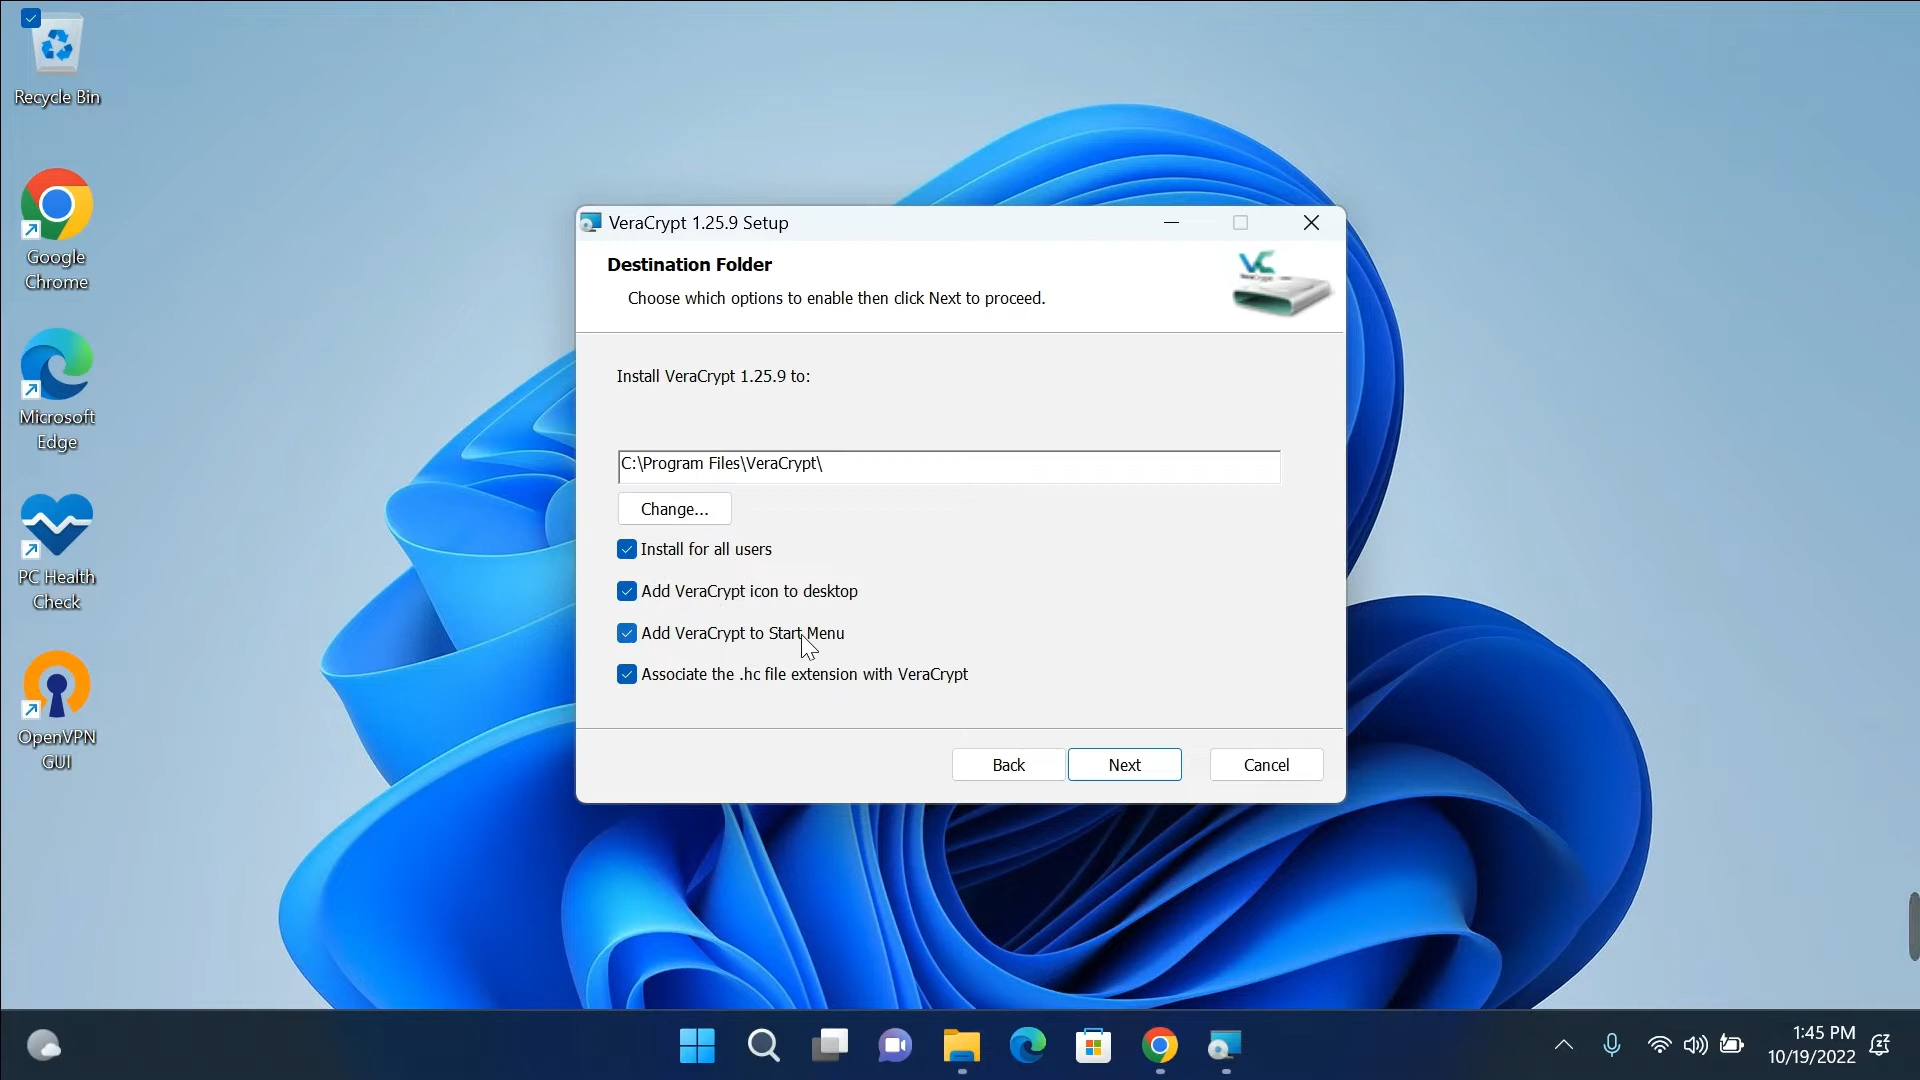 Recycle Bin
Google
Chrome
Microsoft
Edge
PC Health
Check
OpenVPN
GUI
VeraCrypt 1.25.9 Setup
Destination Folder
Choose which options to enable then click Next to proceed.
VC
Install VeraCrypt 1.25.9 to:
C:\Program Files\VeraCrypt\
Change...
Install for all users
Add VeraCrypt icon to desktop
Add VeraCrypt to Start Menu
Associate the .hc file extension with VeraCrypt
Back
Next
Cancel
1:45 PM
10/19/2022